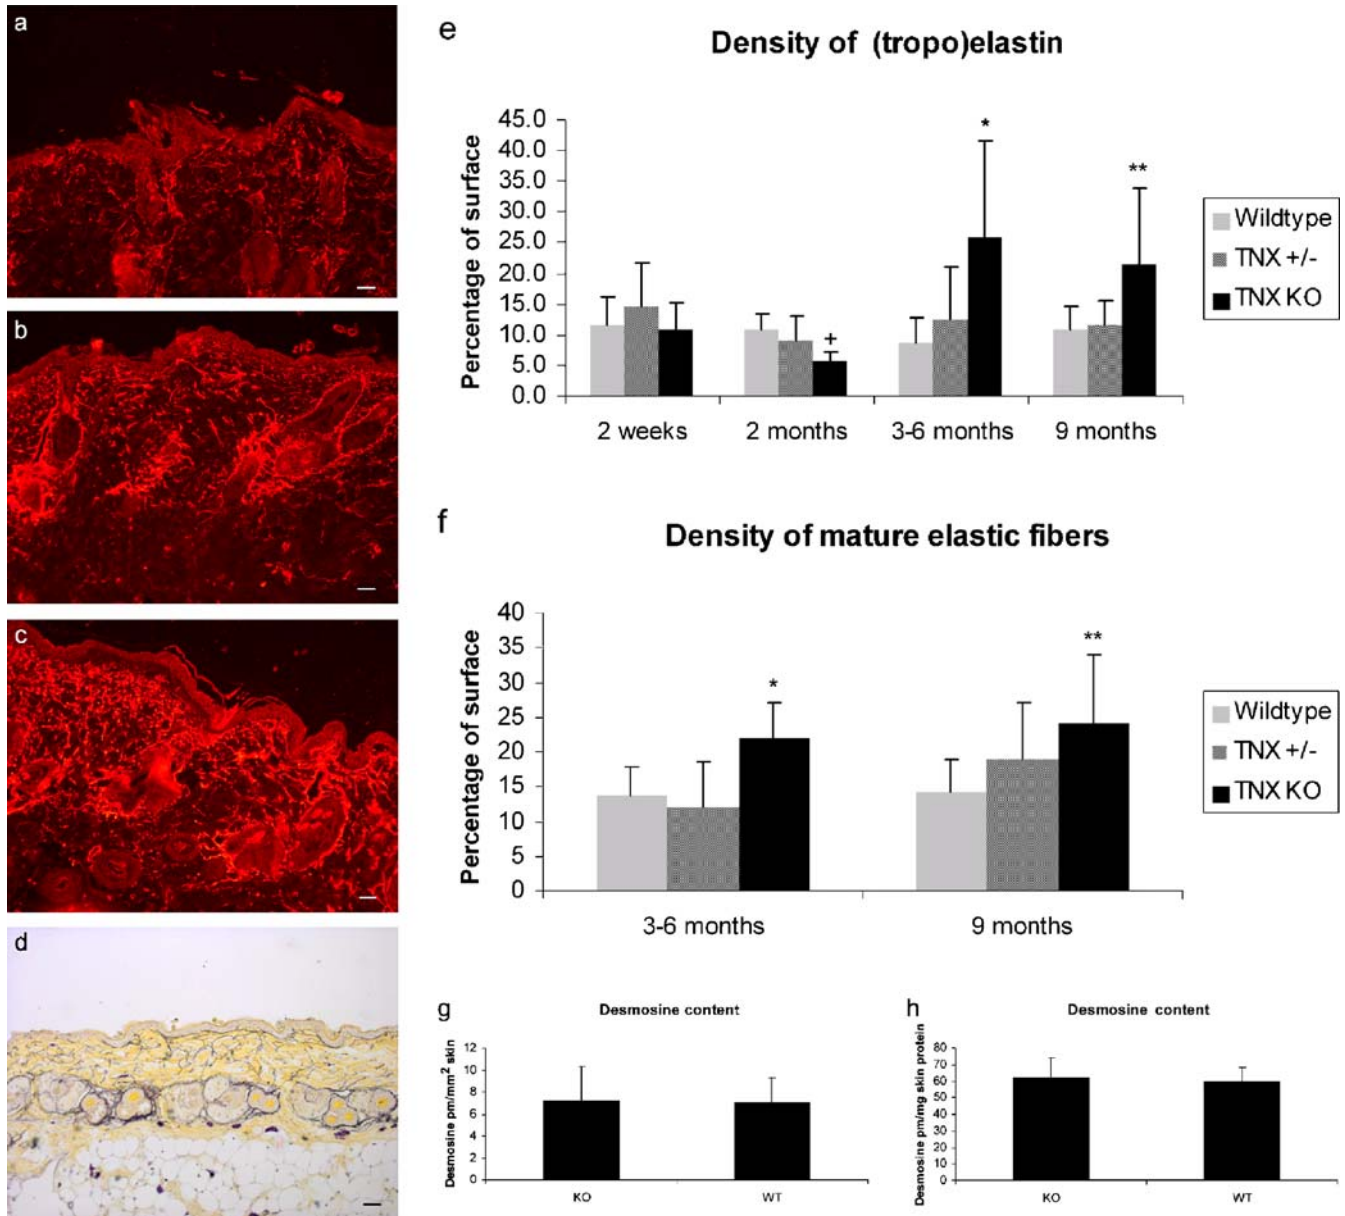 a
b
c
d
e
Density of (tropo)elastin
Percentage of surface
45.0
40.0
35.0
30.0
25.0
20.0
15.0
10.0
5.0
0.0
*
**
+
2 weeks
2 months
3-6 months
9 months
Wildtype
TNX +/-
TNX KO
f
Density of mature elastic fibers
Percentage of surface
40
35
30
25
20
15
10
5
0
*
**
3-6 months
9 months
Wildtype
TNX +/-
TNX KO
g
Desmosine content
Desmosine pm/mm² skin
12
10
8
6
4
2
0
KO
WT
h
Desmosine content
Desmosine pm/mg skin protein
80
70
60
50
40
30
20
10
0
KO
WT